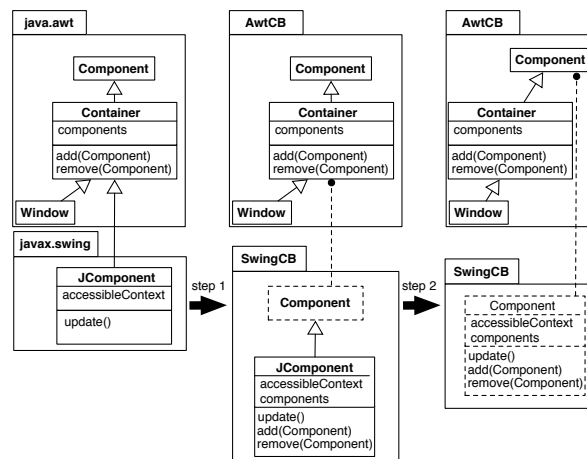 java.awt
Component
Container
components
add(Component)
remove(Component)
Window
javax.swing
JComponent
accessibleContext
update()
step 1
AwtCB
Component
Container
components
add(Component)
remove(Component)
Window
SwingCB
Component
JComponent
accessibleContext
components
update()
add(Component)
remove(Component)
step 2
AwtCB
Component
Container
components
add(Component)
remove(Component)
Window
SwingCB
Component
accessibleContext
components
update()
add(Component)
remove(Component)